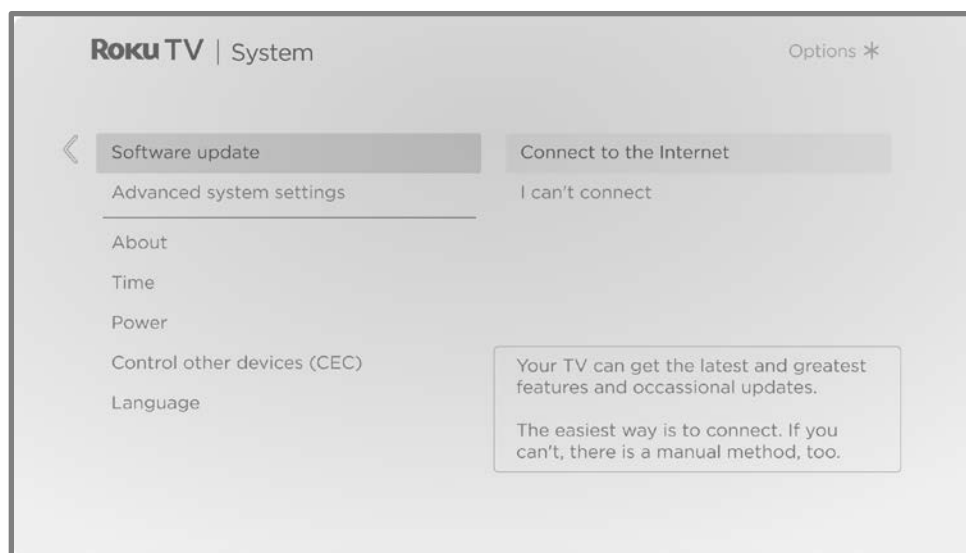 Roku TV | System
Options *
Software update
Connect to the Internet
Advanced system settings
I can't connect
About
Time
Power
Control other devices (CEC)
Language
Your TV can get the latest and greatest
features and occassional updates.
The easiest way is to connect. If you
can't, there is a manual method, too.